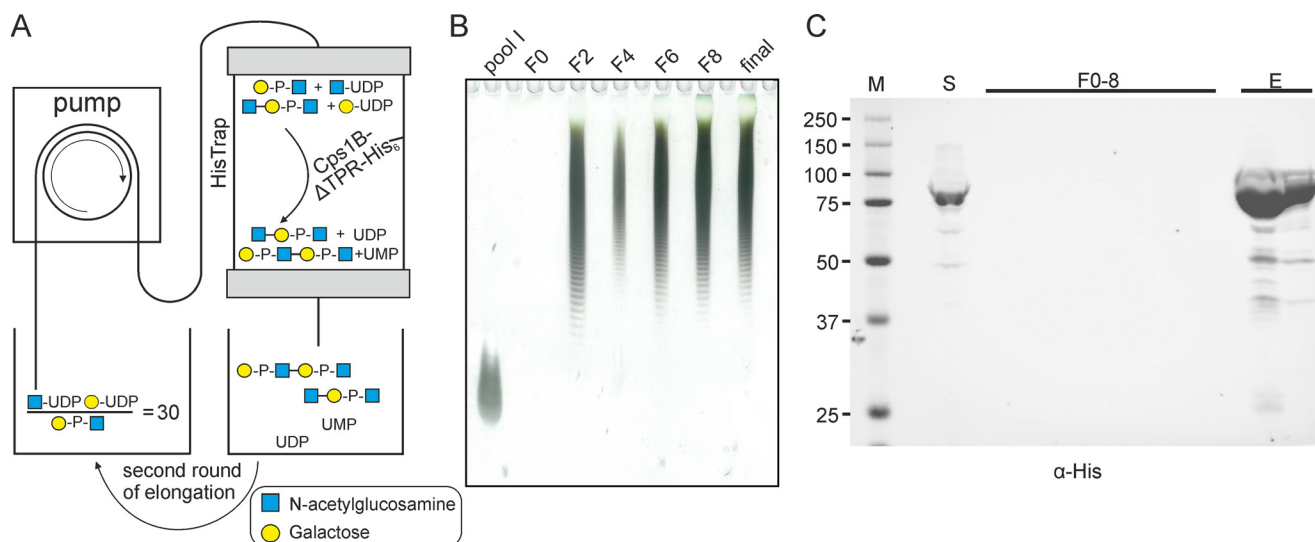 A
pump
HisTrap
-P-
+
-UDP
-P-
+
-UDP
Cps1B-
ΔTPR-His6
-P-
+ UDP
-P-
-P-
+UMP
-UDP
-UDP
-P-
= 30
-P-
-P-
-P-
UMP
UDP
second round
of elongation
N-acetylglucosamine
Galactose
B
pool I
F0
F2
F4
F6
F8
final
C
M
S
F0-8
E
250
150
100
75
50
37
25
α-His